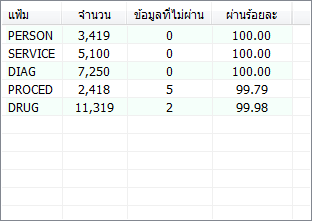 แฟ้ม จำนวน ข้อมูลที่ไม่ผ่าน ผ่านร้อยละ
PERSON 3,419 0 100.00
SERVICE 5,100 0 100.00
DIAG 7,250 0 100.00
PROCED 2,418 5 99.79
DRUG 11,319 2 99.98